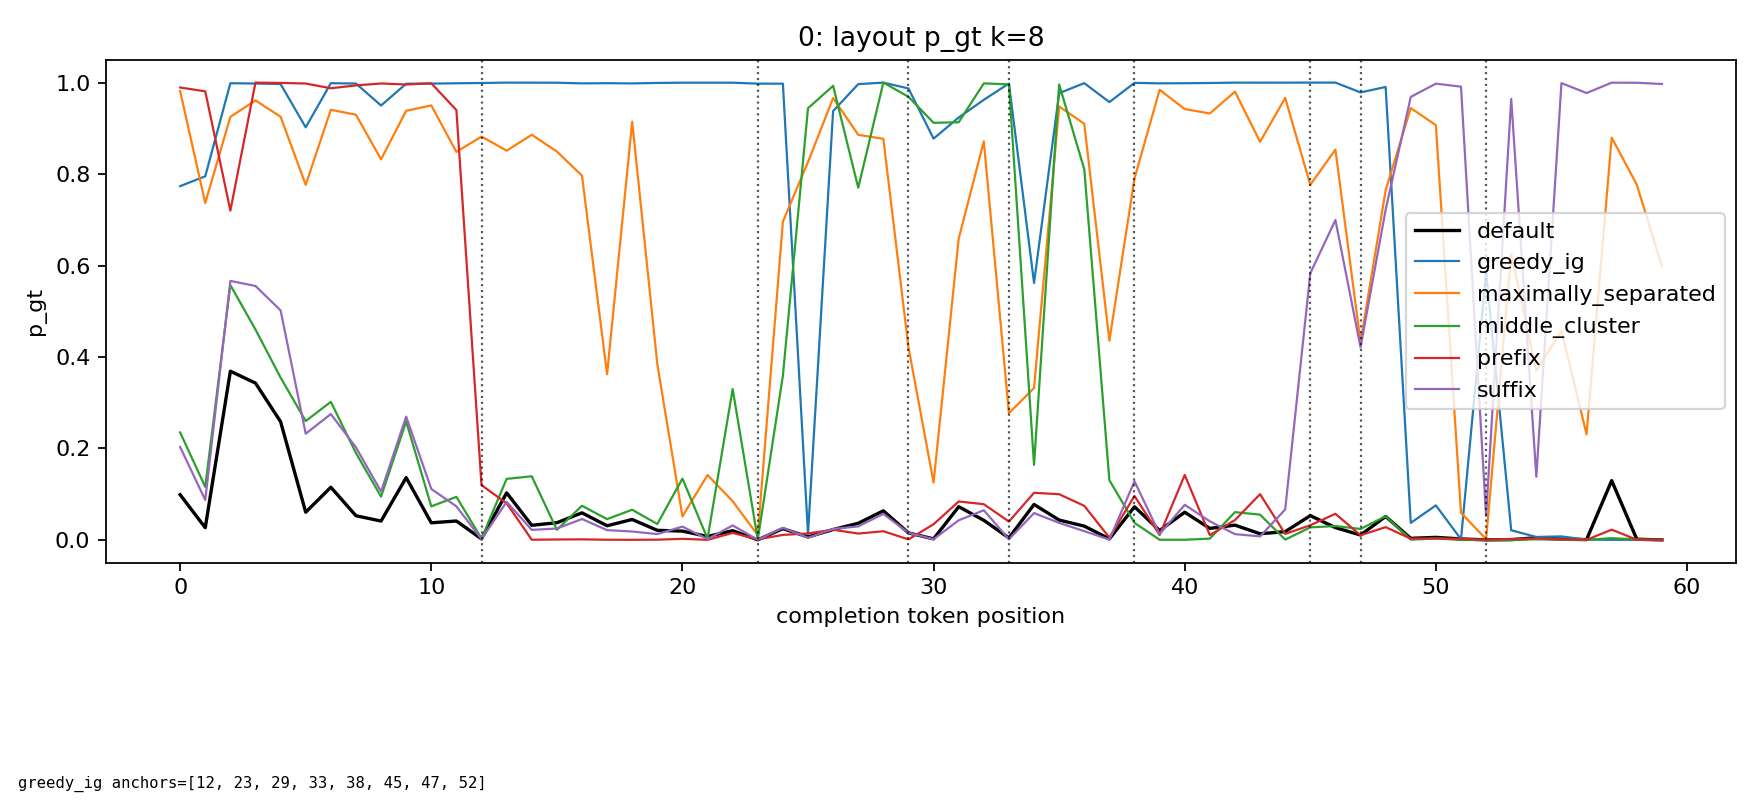 0: layout p_gt k=8
1.0
0.8
0.6
0.4
0.2
0.0
p_gt
default
greedy_ig
maximally_separated
middle_cluster
prefix
suffix
0 10 20 30 40 50 60
completion token position
greedy_ig anchors=[12, 23, 29, 33, 38, 45, 47, 52]